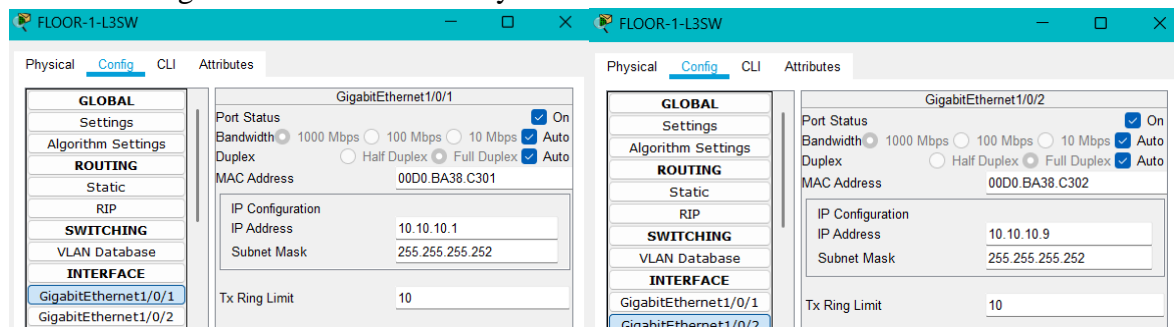 FLOOR-1-L3SW
Physical Config CLI Attributes
GLOBAL
Settings
Algorithm Settings
ROUTING
Static
RIP
SWITCHING
VLAN Database
INTERFACE
GigabitEthernet1/0/1
GigabitEthernet1/0/2
GigabitEthernet1/0/1
Port Status On
Bandwidth 1000 Mbps 100 Mbps 10 Mbps Auto
Duplex Half Duplex Full Duplex Auto
MAC Address 00D0.BA38.C301
IP Configuration
IP Address 10.10.10.1
Subnet Mask 255.255.255.252
Tx Ring Limit 10
FLOOR-1-L3SW
Physical Config CLI Attributes
GLOBAL
Settings
Algorithm Settings
ROUTING
Static
RIP
SWITCHING
VLAN Database
INTERFACE
GigabitEthernet1/0/1
GigabitEthernet1/0/2
GigabitEthernet1/0/2
Port Status On
Bandwidth 1000 Mbps 100 Mbps 10 Mbps Auto
Duplex Half Duplex Full Duplex Auto
MAC Address 00D0.BA38.C302
IP Configuration
IP Address 10.10.10.9
Subnet Mask 255.255.255.252
Tx Ring Limit 10